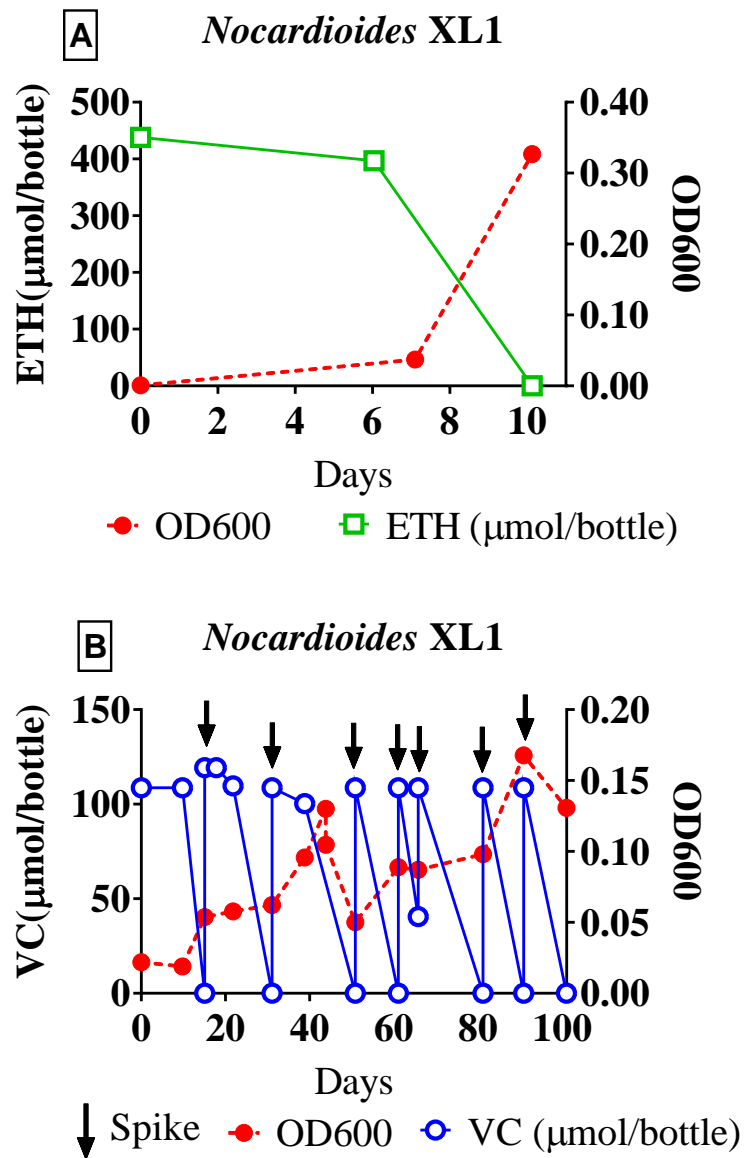 A
Nocardioides XL1
500
400
300
200
100
0
ETH(μmol/bottle)
0.40
0.30
0.20
0.10
0.00
OD600
0 2 4 6 8 10
Days
OD600 ETH (μmol/bottle)
B
Nocardioides XL1
150
100
50
0
VC(μmol/bottle)
0.20
0.15
0.10
0.05
0.00
OD600
0 20 40 60 80 100
Days
Spike OD600 VC (μmol/bottle)